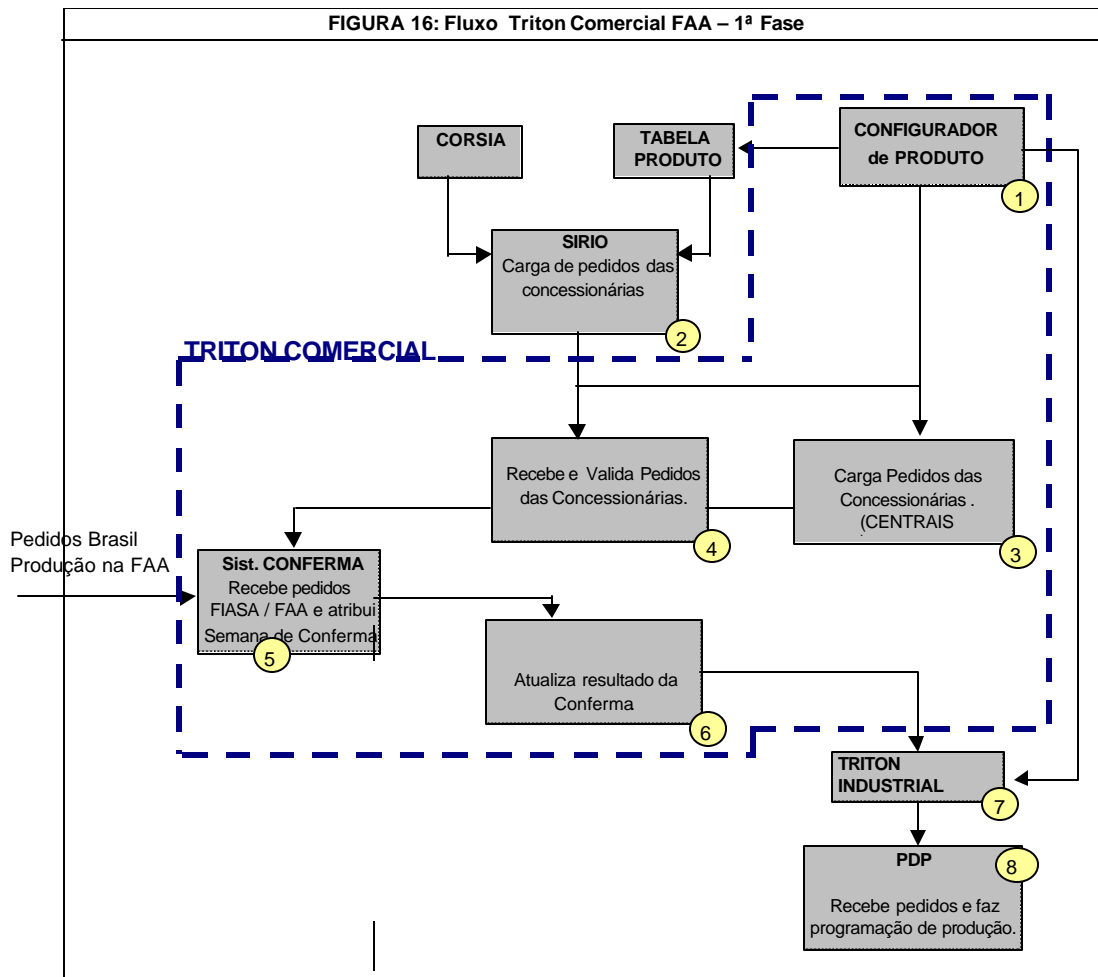 FIGURA 16: Fluxo Triton Comercial FAA – 1ª Fase
CORSIA
TABELA
PRODUTO
CONFIGURADOR
de PRODUTO
1
SIRIO
Carga de pedidos das
concessionárias
2
TRITON COMERCIAL
Recebe e Valida Pedidos
das Concessionárias.
4
Carga Pedidos das
Concessionárias .
(CENTRAIS
3
Pedidos Brasil
Produção na FAA
Sist. CONFERMA
Recebe pedidos
FIASA / FAA e atribui
Semana de Conferma
5
Atualiza resultado da
Conferma.
6
TRITON
INDUSTRIAL
7
PDP
8
Recebe pedidos e faz
programação de produção.